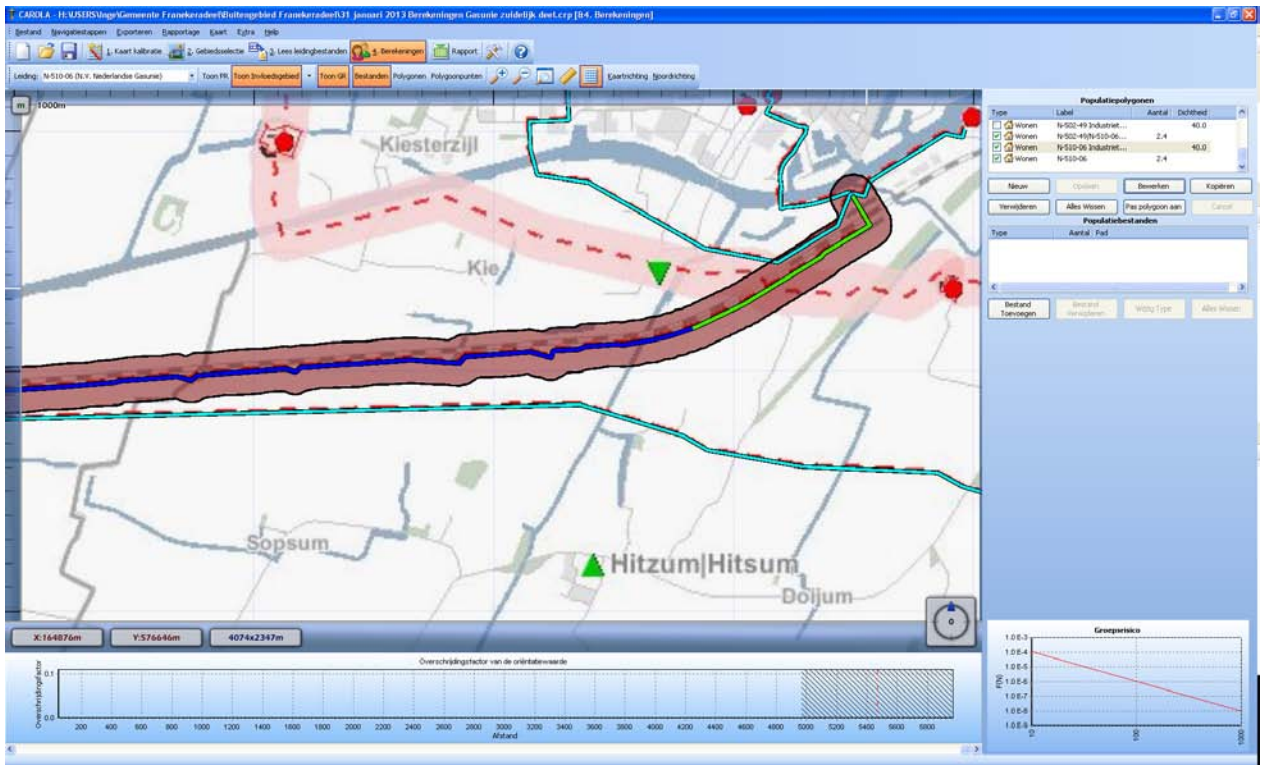 CAROLA - H:\USERS\Inge\Gemeente Franekeradeel\Buitengebied Franekeradeel\31 januari 2013 Berekeningen Gasunie zuidelijk deel.crp [&4. Berekeningen]
Bestand Navigabestappen Exporteren Rapportage Kaart Extra Help
1. Kaart kalibratie 2. Gebiedsselectie 3. Lees leidingbestanden 4. Berekeningen Rapport
Leiding: N-510-06 (N.V. Nederlandse Gasunie) Toon PR Toon Invloedsgebied Toon GR Bestanden Polygonen Polygoonpunten Kaartrichting Noordrichting
m 1000m
Kiesterzijl
Kie
Sopsum
Hitzum|Hitsum
Doijum
0
X:164876m Y:576646m 4074x2347m
Populatiepolygonen
Type Label Aantal Dichtheid
Wonen N-502-49 Industriet... 40.0
Wonen N-502-49(N-510-06... 2.4
Wonen N-510-06 Industriet... 40.0
Wonen N-510-06 2.4
Nieuw Opslaan Bewerken Kopiëren
Verwijderen Alles Wissen Pas polygoon aan Cancel
Populatiebestanden
Type Aantal Pad
Bestand Toevoegen Bestand Verwijderen Wijzig Type Alles Wissen
Overschrijdingsfactor van de oriëntatiewaarde
Overschrijdingsfactor
0.1
0.0
200 400 600 800 1000 1200 1400 1600 1800 2000 2200 2400 2600 2800 3000 3200 3400 3600 3800 4000 4200 4400 4600 4800 5000 5200 5400 5600 5800
Afstand
Groepsrisico
F(N)
1.0E-3
1.0E-4
1.0E-5
1.0E-6
1.0E-7
1.0E-8
1.0E-9
10 100 1000